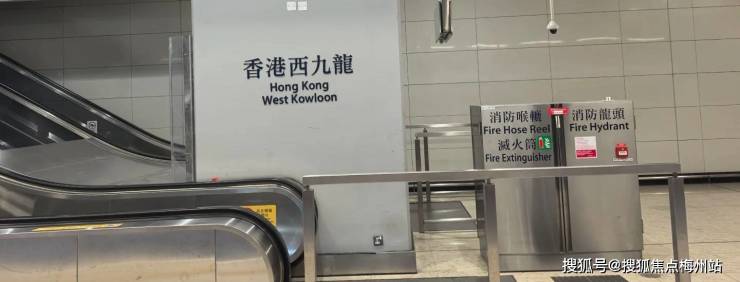 香港西九龍
Hong Kong
West Kowloon
消防喉轆
Fire Hose Reel
滅火筒
Fire Extinguisher
消防龍頭
Fire Hydrant
搜狐号@搜狐焦点梅州站